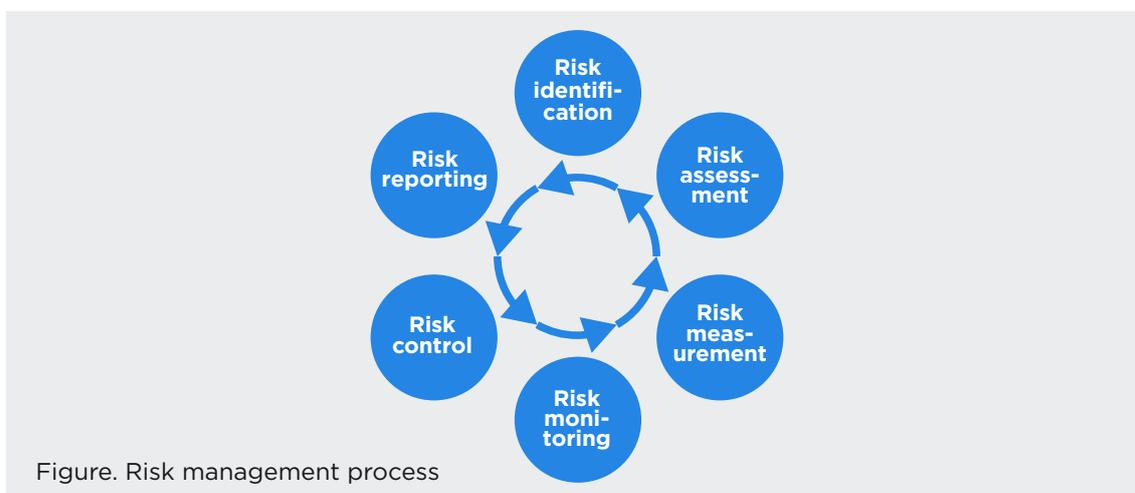 Risk
identifi-
cation
Risk
assess-
ment
Risk
meas-
urement
Risk
moni-
toring
Risk
control
Risk
reporting
Figure. Risk management process